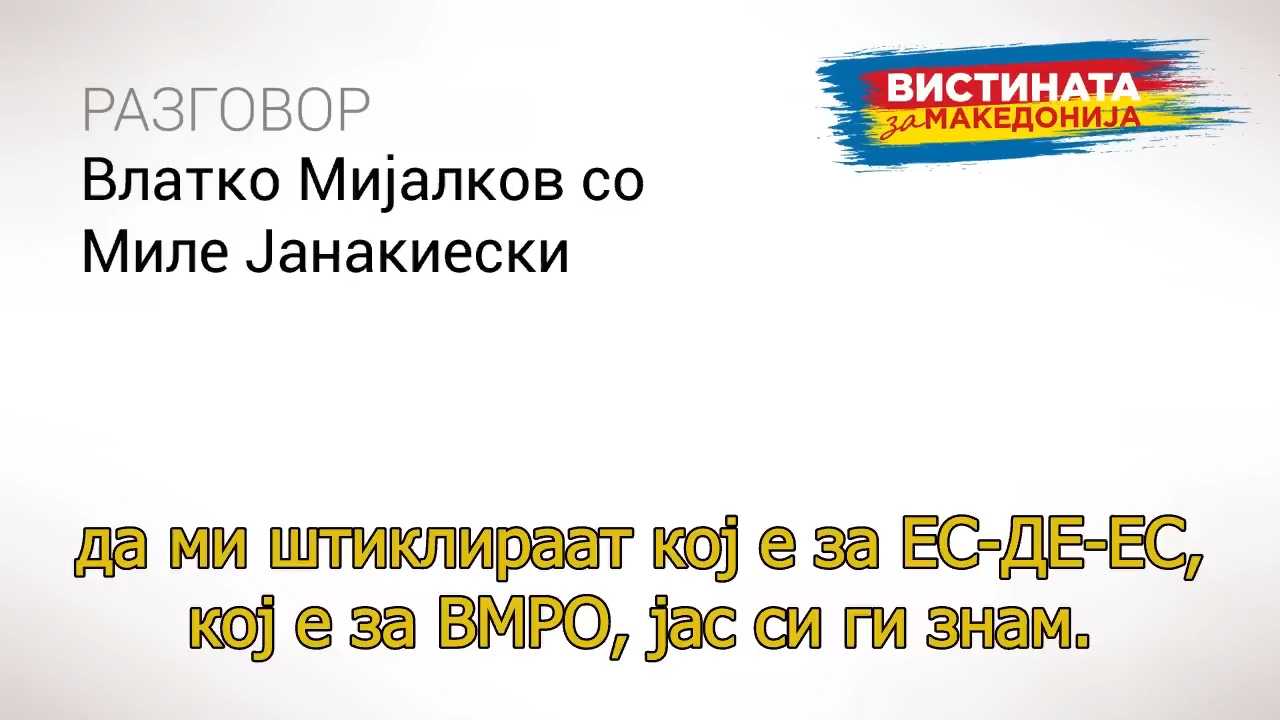 РАЗГОВОР
Влатко Мијалков со
Миле Јанакиески
ВИСТИНАТА
за МАКЕДОНИЈА
да ми штиклираат кој е за ЕС-ДЕ-ЕС,
кој е за ВМРО, јас си ги знам.